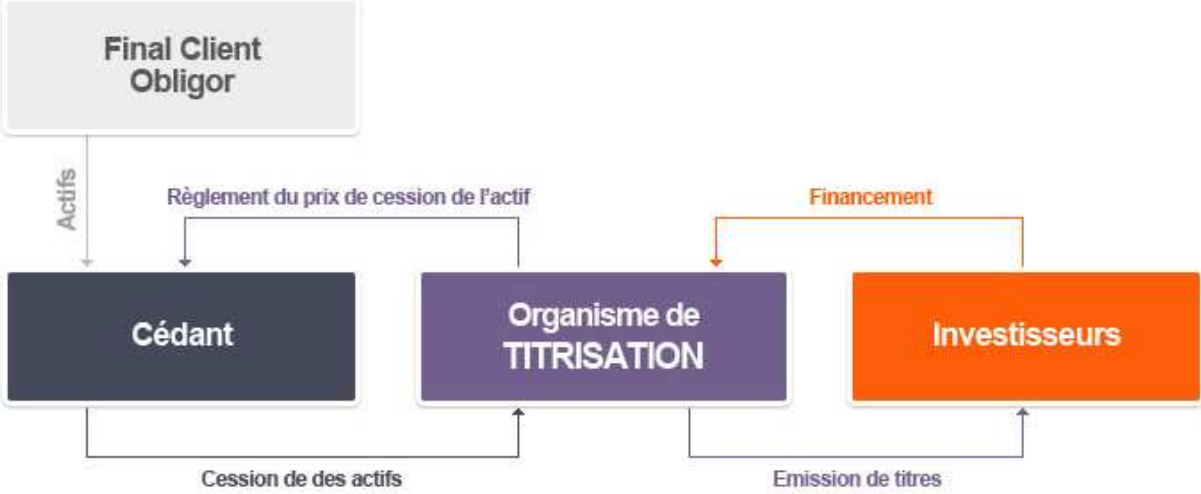 Final Client
Obligor
Actifs
Règlement du prix de cession de l'actif
Financement
Cédant
Organisme de
TITRISATION
Investisseurs
Cession de des actifs
Emission de titres